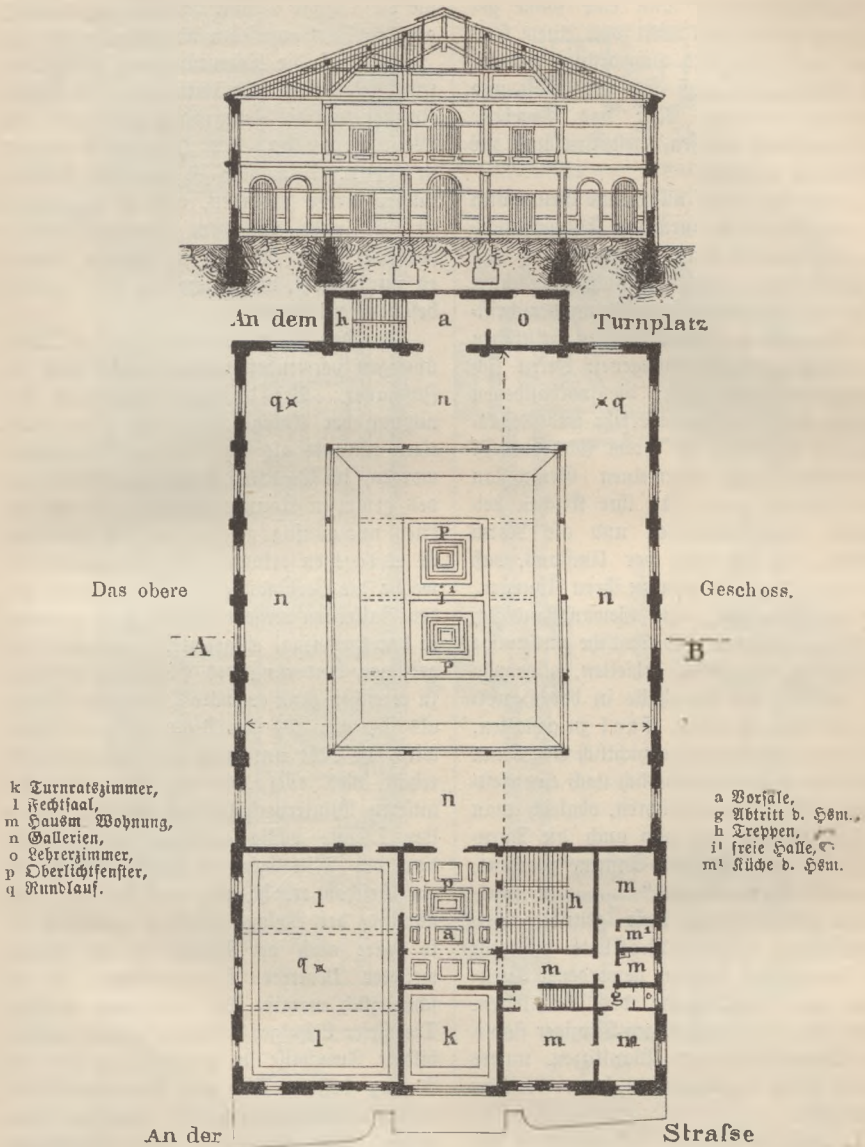 An dem h a o Turnplatz
q n q
p
Das obere n i¹ n Geschoss.
A B
p
n
k Turnratszimmer,
l Fechtsaal,
m Hausm Wohnung,
n Gallerien,
o Lehrerzimmer,
p Oberlichtfenster,
q Rundlauf.
a Vorsäle,
g Abtritt d. Hsm.,
h Treppen,
i¹ freie Halle,
m¹ Küche d. Hsm.
l p h m
a m¹
q m m
g
l k m m
An der Straſse